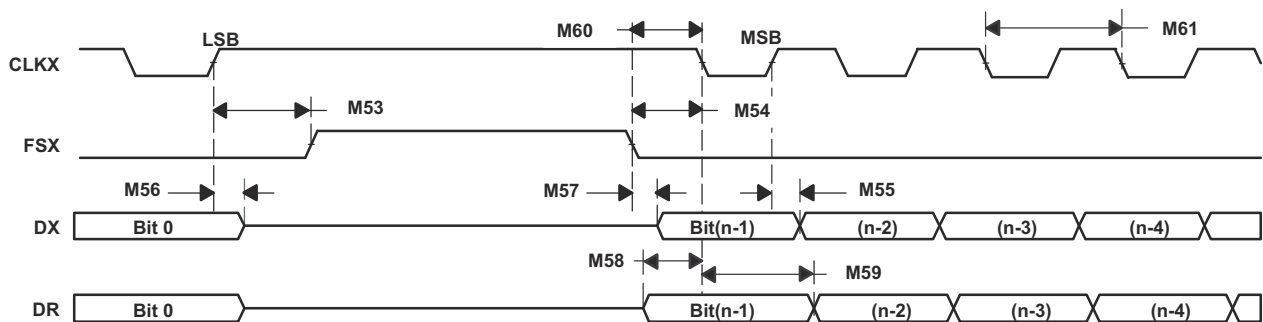 LSB M60 MSB M61
CLKX
M53 M54
FSX
M56 M57 M55
DX Bit 0 Bit(n-1) (n-2) (n-3) (n-4)
M58 M59
DR Bit 0 Bit(n-1) (n-2) (n-3) (n-4)